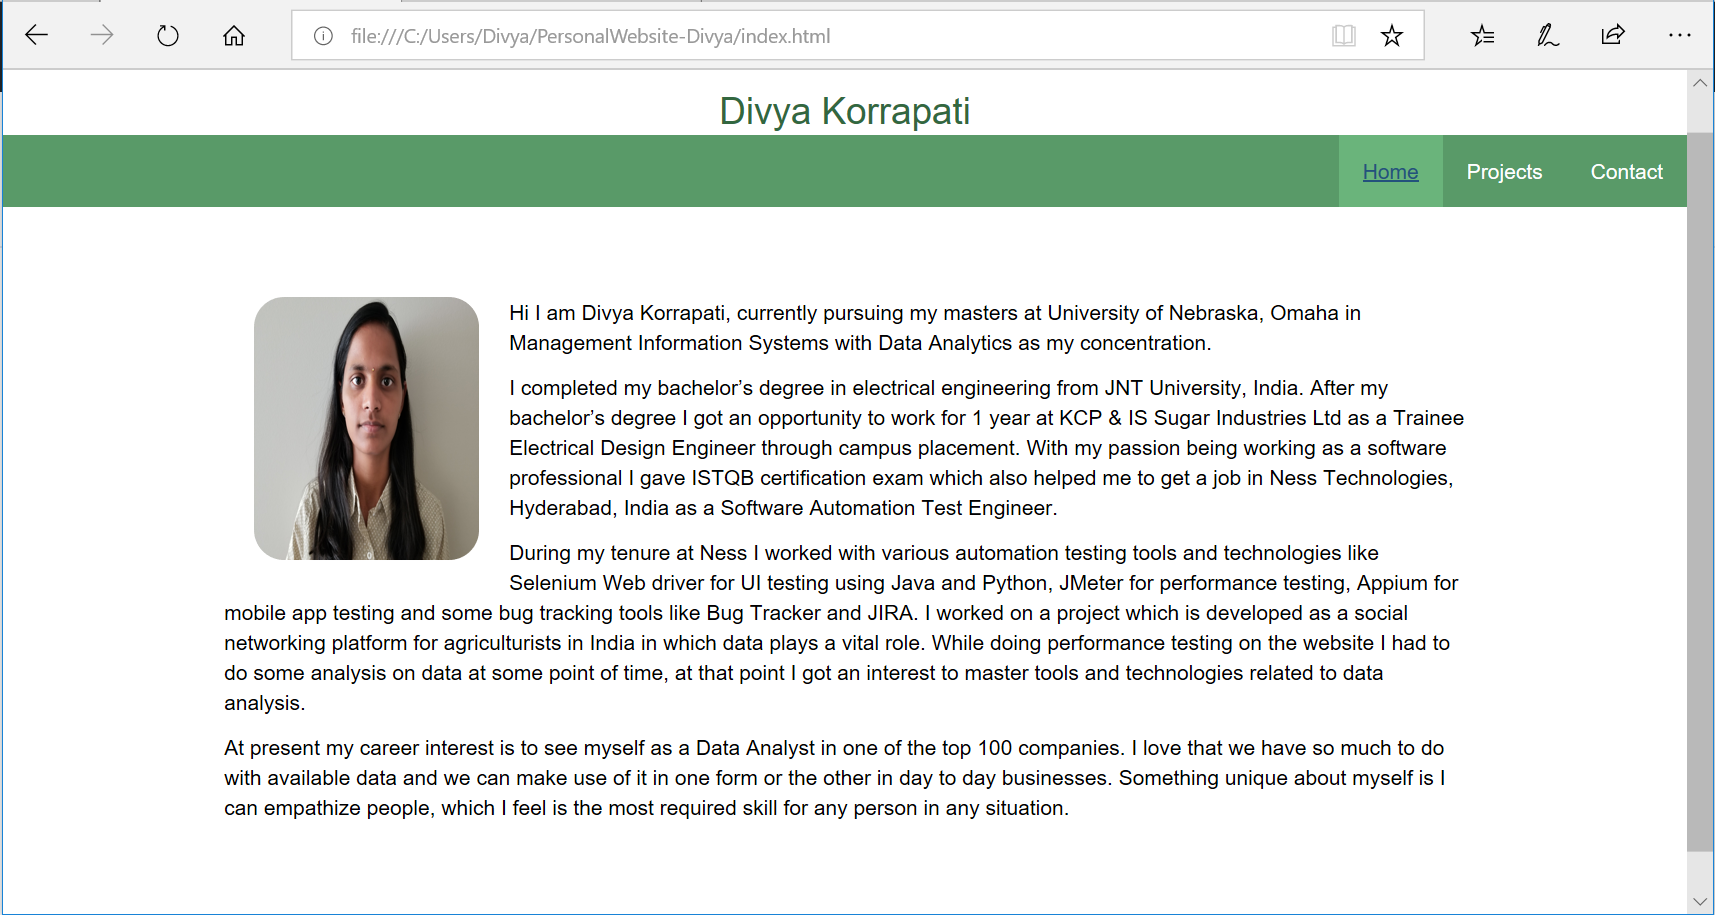 file:///C:/Users/Divya/PersonalWebsite-Divya/index.html
Divya Korrapati
Home Projects Contact
Hi I am Divya Korrapati, currently pursuing my masters at University of Nebraska, Omaha in
Management Information Systems with Data Analytics as my concentration.
I completed my bachelor’s degree in electrical engineering from JNT University, India. After my
bachelor’s degree I got an opportunity to work for 1 year at KCP & IS Sugar Industries Ltd as a Trainee
Electrical Design Engineer through campus placement. With my passion being working as a software
professional I gave ISTQB certification exam which also helped me to get a job in Ness Technologies,
Hyderabad, India as a Software Automation Test Engineer.
During my tenure at Ness I worked with various automation testing tools and technologies like
Selenium Web driver for UI testing using Java and Python, JMeter for performance testing, Appium for
mobile app testing and some bug tracking tools like Bug Tracker and JIRA. I worked on a project which is developed as a social
networking platform for agriculturists in India in which data plays a vital role. While doing performance testing on the website I had to
do some analysis on data at some point of time, at that point I got an interest to master tools and technologies related to data
analysis.
At present my career interest is to see myself as a Data Analyst in one of the top 100 companies. I love that we have so much to do
with available data and we can make use of it in one form or the other in day to day businesses. Something unique about myself is I
can empathize people, which I feel is the most required skill for any person in any situation.